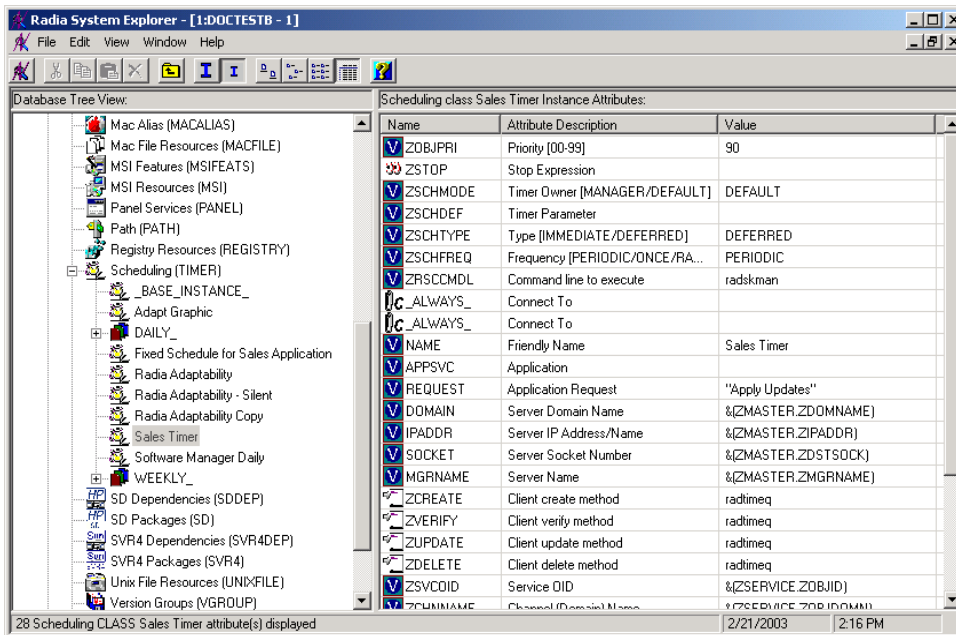 Radia System Explorer - [1:DOCTESTB - 1]
File Edit View Window Help
Database Tree View:
Mac Alias (MACALIAS)
Mac File Resources (MACFILE)
MSI Features (MSIFEATS)
MSI Resources (MSI)
Panel Services (PANEL)
Path (PATH)
Registry Resources (REGISTRY)
Scheduling (TIMER)
_BASE_INSTANCE_
Adapt Graphic
DAILY_
Fixed Schedule for Sales Application
Radia Adaptability
Radia Adaptability - Silent
Radia Adaptability Copy
Sales Timer
Software Manager Daily
WEEKLY_
SD Dependencies (SDDEP)
SD Packages (SD)
SVR4 Dependencies (SVR4DEP)
SVR4 Packages (SVR4)
Unix File Resources (UNIXFILE)
Version Groups (VGROUP)
Scheduling class Sales Timer Instance Attributes:
Name Attribute Description Value
ZOBJPRI Priority [00-99] 90
ZSTOP Stop Expression
ZSCHMODE Timer Owner [MANAGER/DEFAULT] DEFAULT
ZSCHDEF Timer Parameter
ZSCHTYPE Type [IMMEDIATE/DEFERRED] DEFERRED
ZSCHFREQ Frequency [PERIODIC/ONCE/RA... PERIODIC
ZRSCCMDL Command line to execute radskman
_ALWAYS_ Connect To
_ALWAYS_ Connect To
NAME Friendly Name Sales Timer
APPSVC Application
REQUEST Application Request "Apply Updates"
DOMAIN Server Domain Name &(ZMASTER.ZDOMNAME)
IPADDR Server IP Address/Name &(ZMASTER.ZIPADDR)
SOCKET Server Socket Number &(ZMASTER.ZDSTSOCK)
MGRNAME Server Name &(ZMASTER.ZMGRNAME)
ZCREATE Client create method radtimeq
ZVERIFY Client verify method radtimeq
ZUPDATE Client update method radtimeq
ZDELETE Client delete method radtimeq
ZSVCOID Service OID &(ZSERVICE.ZOBJID)
ZCHNNAME Channel (Domain) Name &(ZSERVICE.ZOBJDOMN)
28 Scheduling CLASS Sales Timer attribute(s) displayed 2/21/2003 2:16 PM